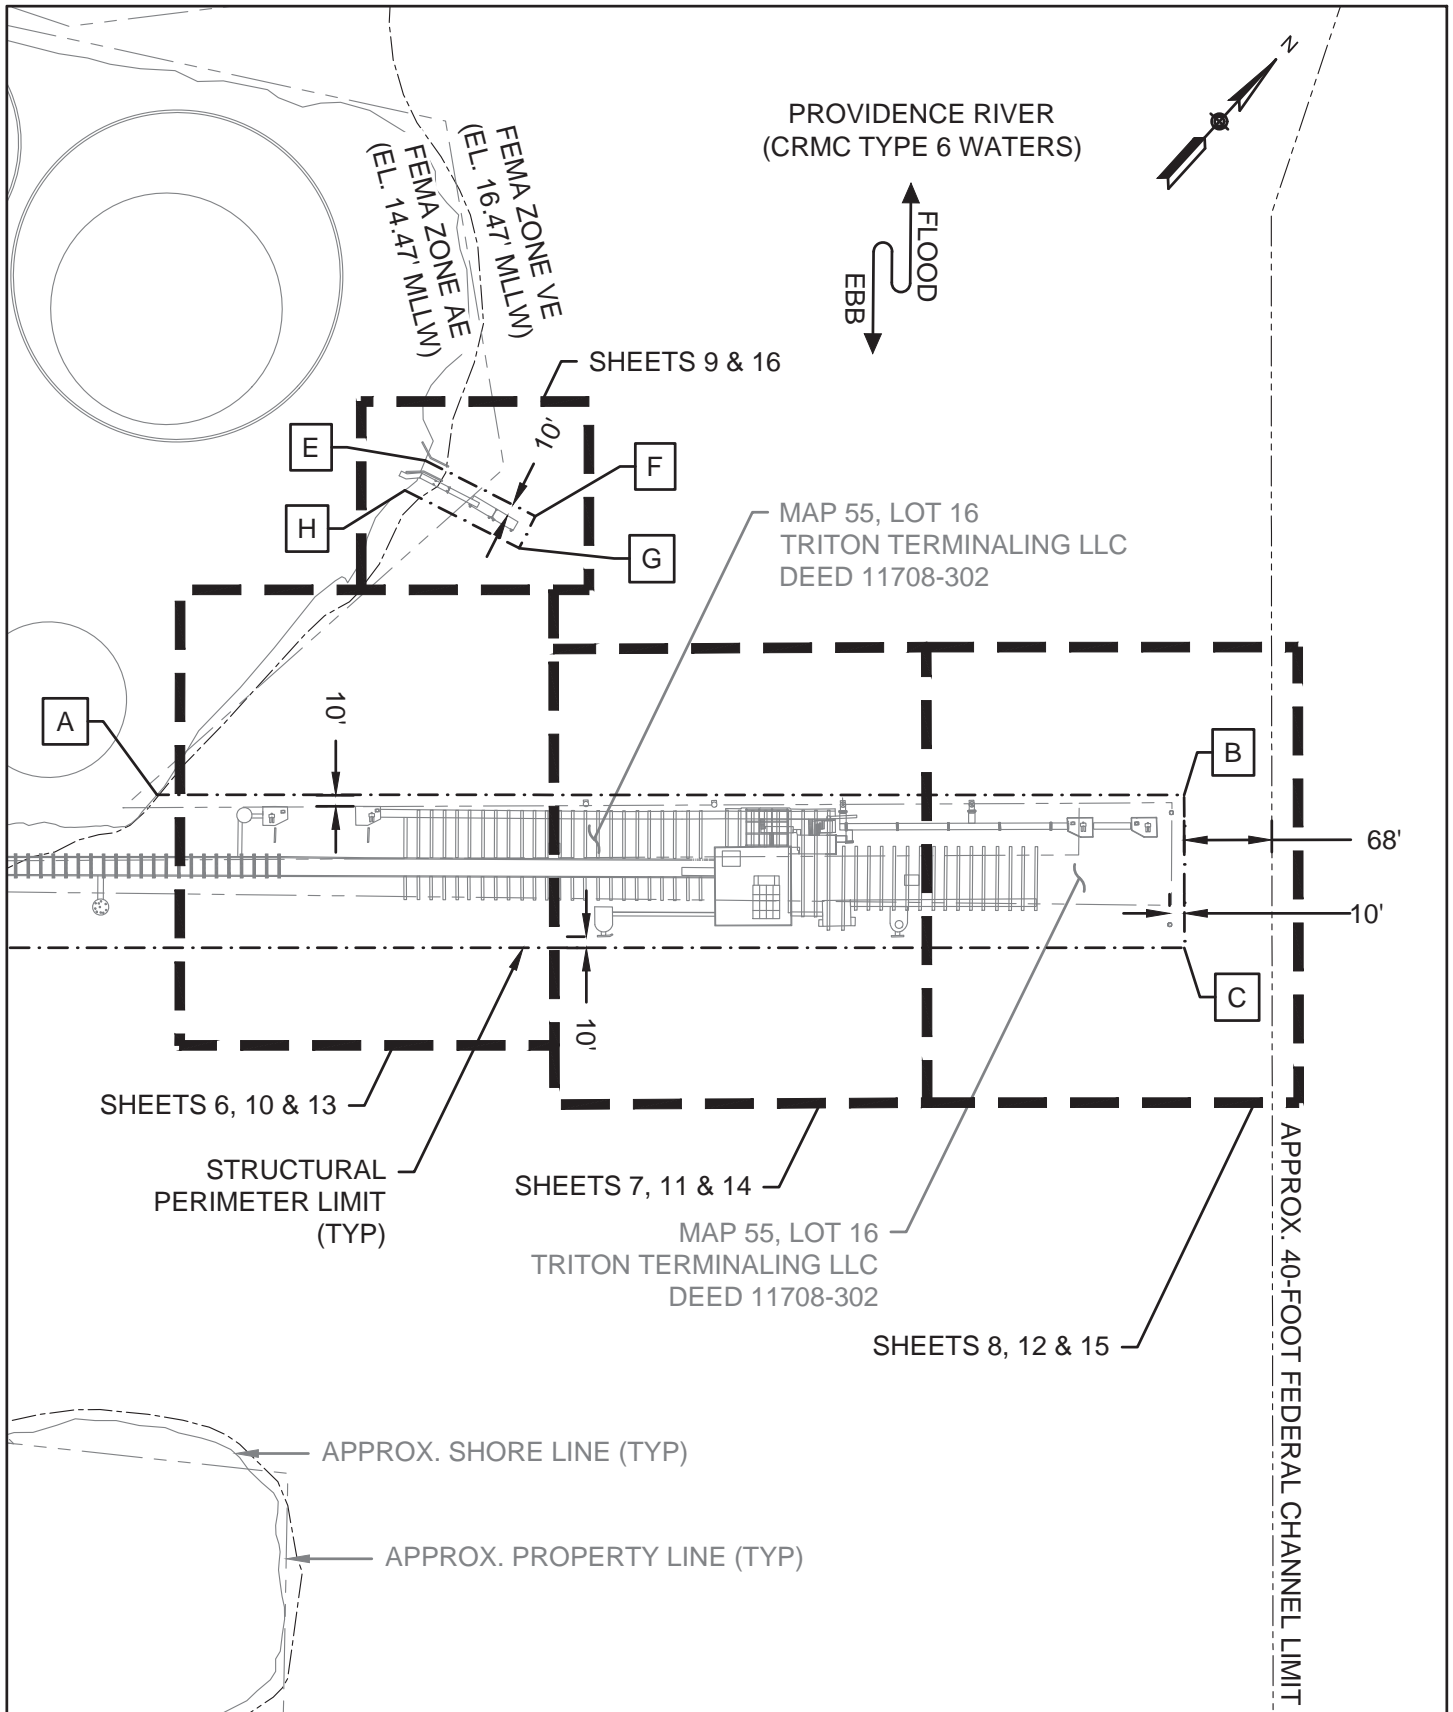 N
PROVIDENCE RIVER
(CRMC TYPE 6 WATERS)
FLOOD
EBB
FEMA ZONE VE
(EL. 16.47' MLLW)
FEMA ZONE AE
(EL. 14.47' MLLW)
SHEETS 9 & 16
10'
E
F
H
G
MAP 55, LOT 16
TRITON TERMINALING LLC
DEED 11708-302
A
10'
B
68'
10'
C
10'
SHEETS 6, 10 & 13
STRUCTURAL
PERIMETER LIMIT
(TYP)
SHEETS 7, 11 & 14
MAP 55, LOT 16
TRITON TERMINALING LLC
DEED 11708-302
SHEETS 8, 12 & 15
APPROX. 40-FOOT FEDERAL CHANNEL LIMIT
APPROX. SHORE LINE (TYP)
APPROX. PROPERTY LINE (TYP)